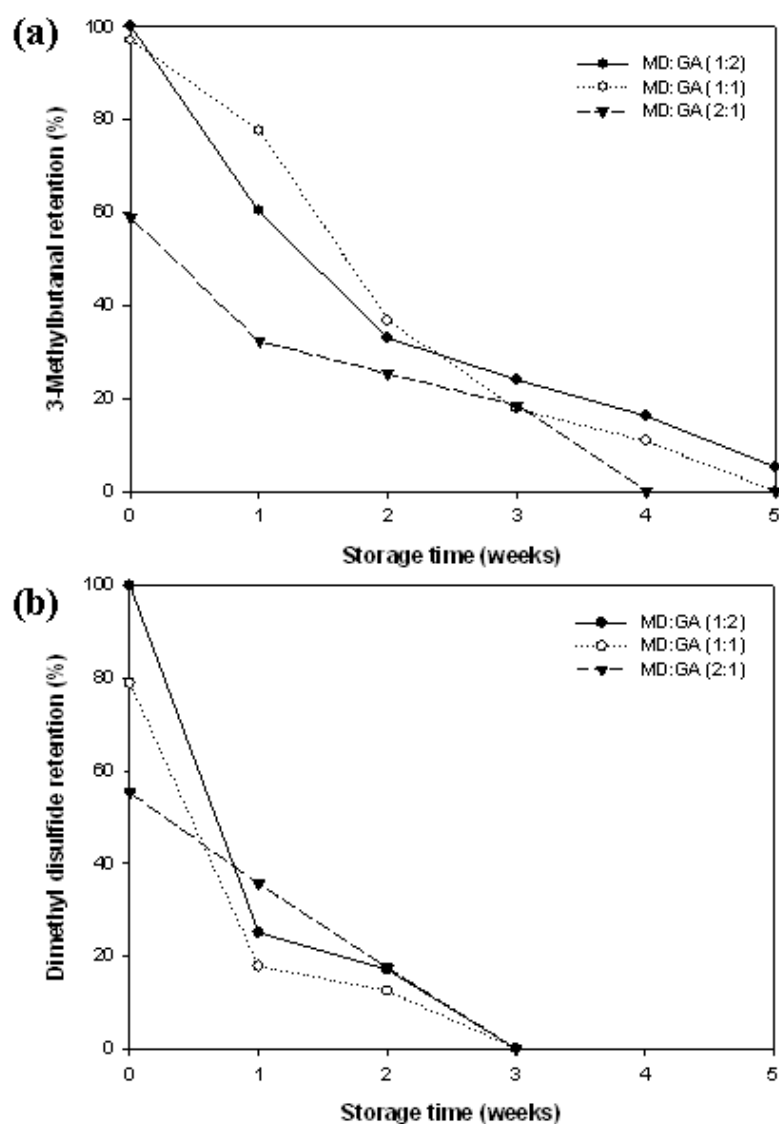 (a)
3-Methylbutanal retention (%)
100
80
60
40
20
0
MD:GA (1:2)
MD:GA (1:1)
MD:GA (2:1)
0 1 2 3 4 5
Storage time (weeks)
(b)
Dimethyl disulfide retention (%)
100
80
60
40
20
0
MD:GA (1:2)
MD:GA (1:1)
MD:GA (2:1)
0 1 2 3 4 5
Storage time (weeks)